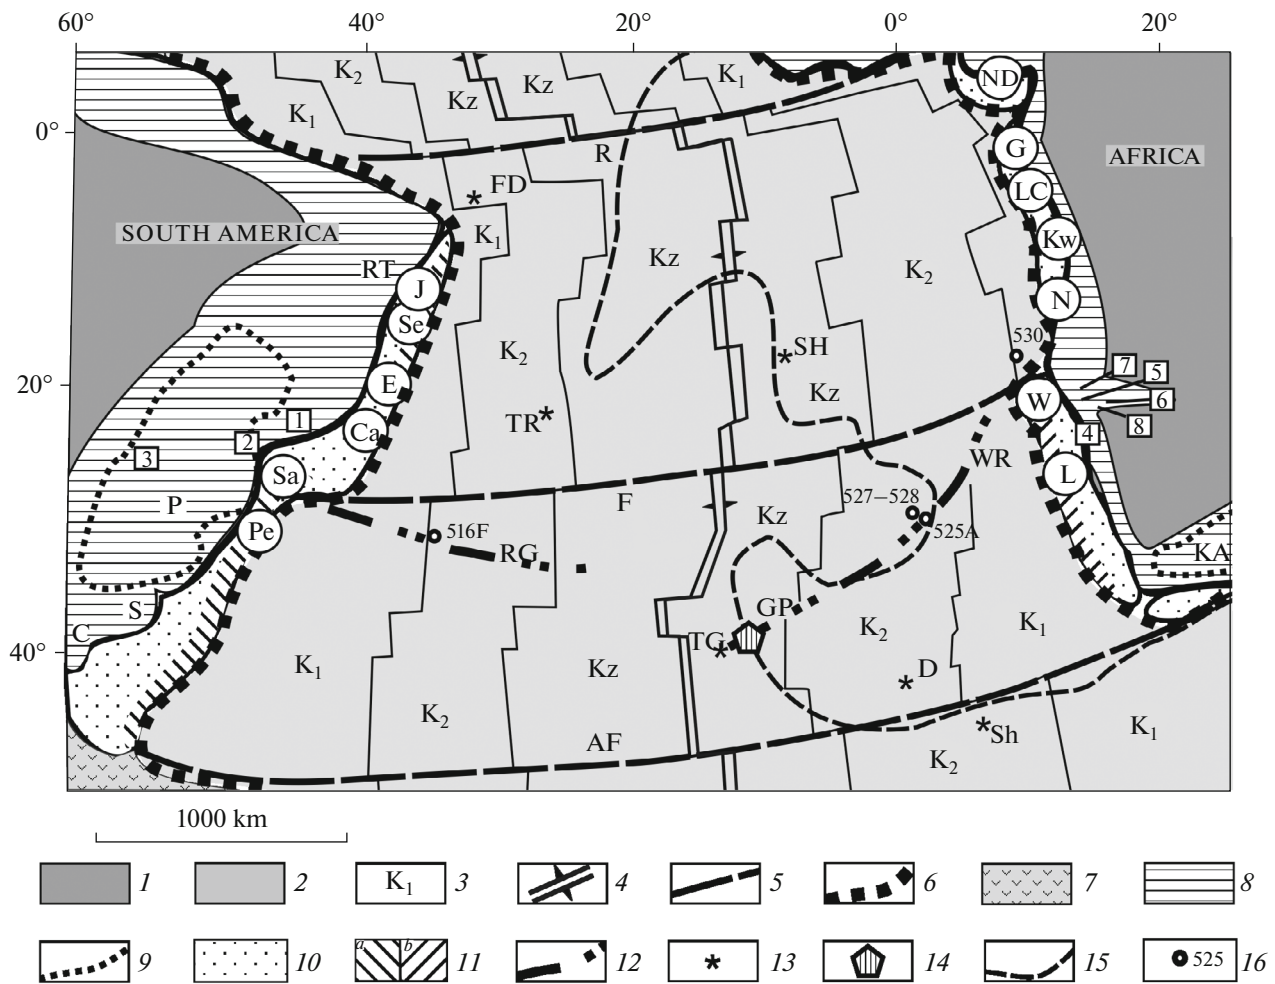 60° 40° 20° 0° 20°
K2 K1 ND
Kz Kz
K1
0° G
R AFRICA
FD LC
SOUTH AMERICA K1 Kw
Kz K2
RT
J N
Se 530
K2 SH
7
20° E 5
Kz W 6
TR 8
1 Ca 4
2
3 WR
Sa L
P F 527–528
Kz
Pe 516F 525A
RG KA
S GP
C K2 K1
TG
40° K1 Kz D
K2
AF Sh K1
K2
1000 km
1 2 K1 3 4 5 6 7 8
9 10 a b 11 12 13 14 15 525 16